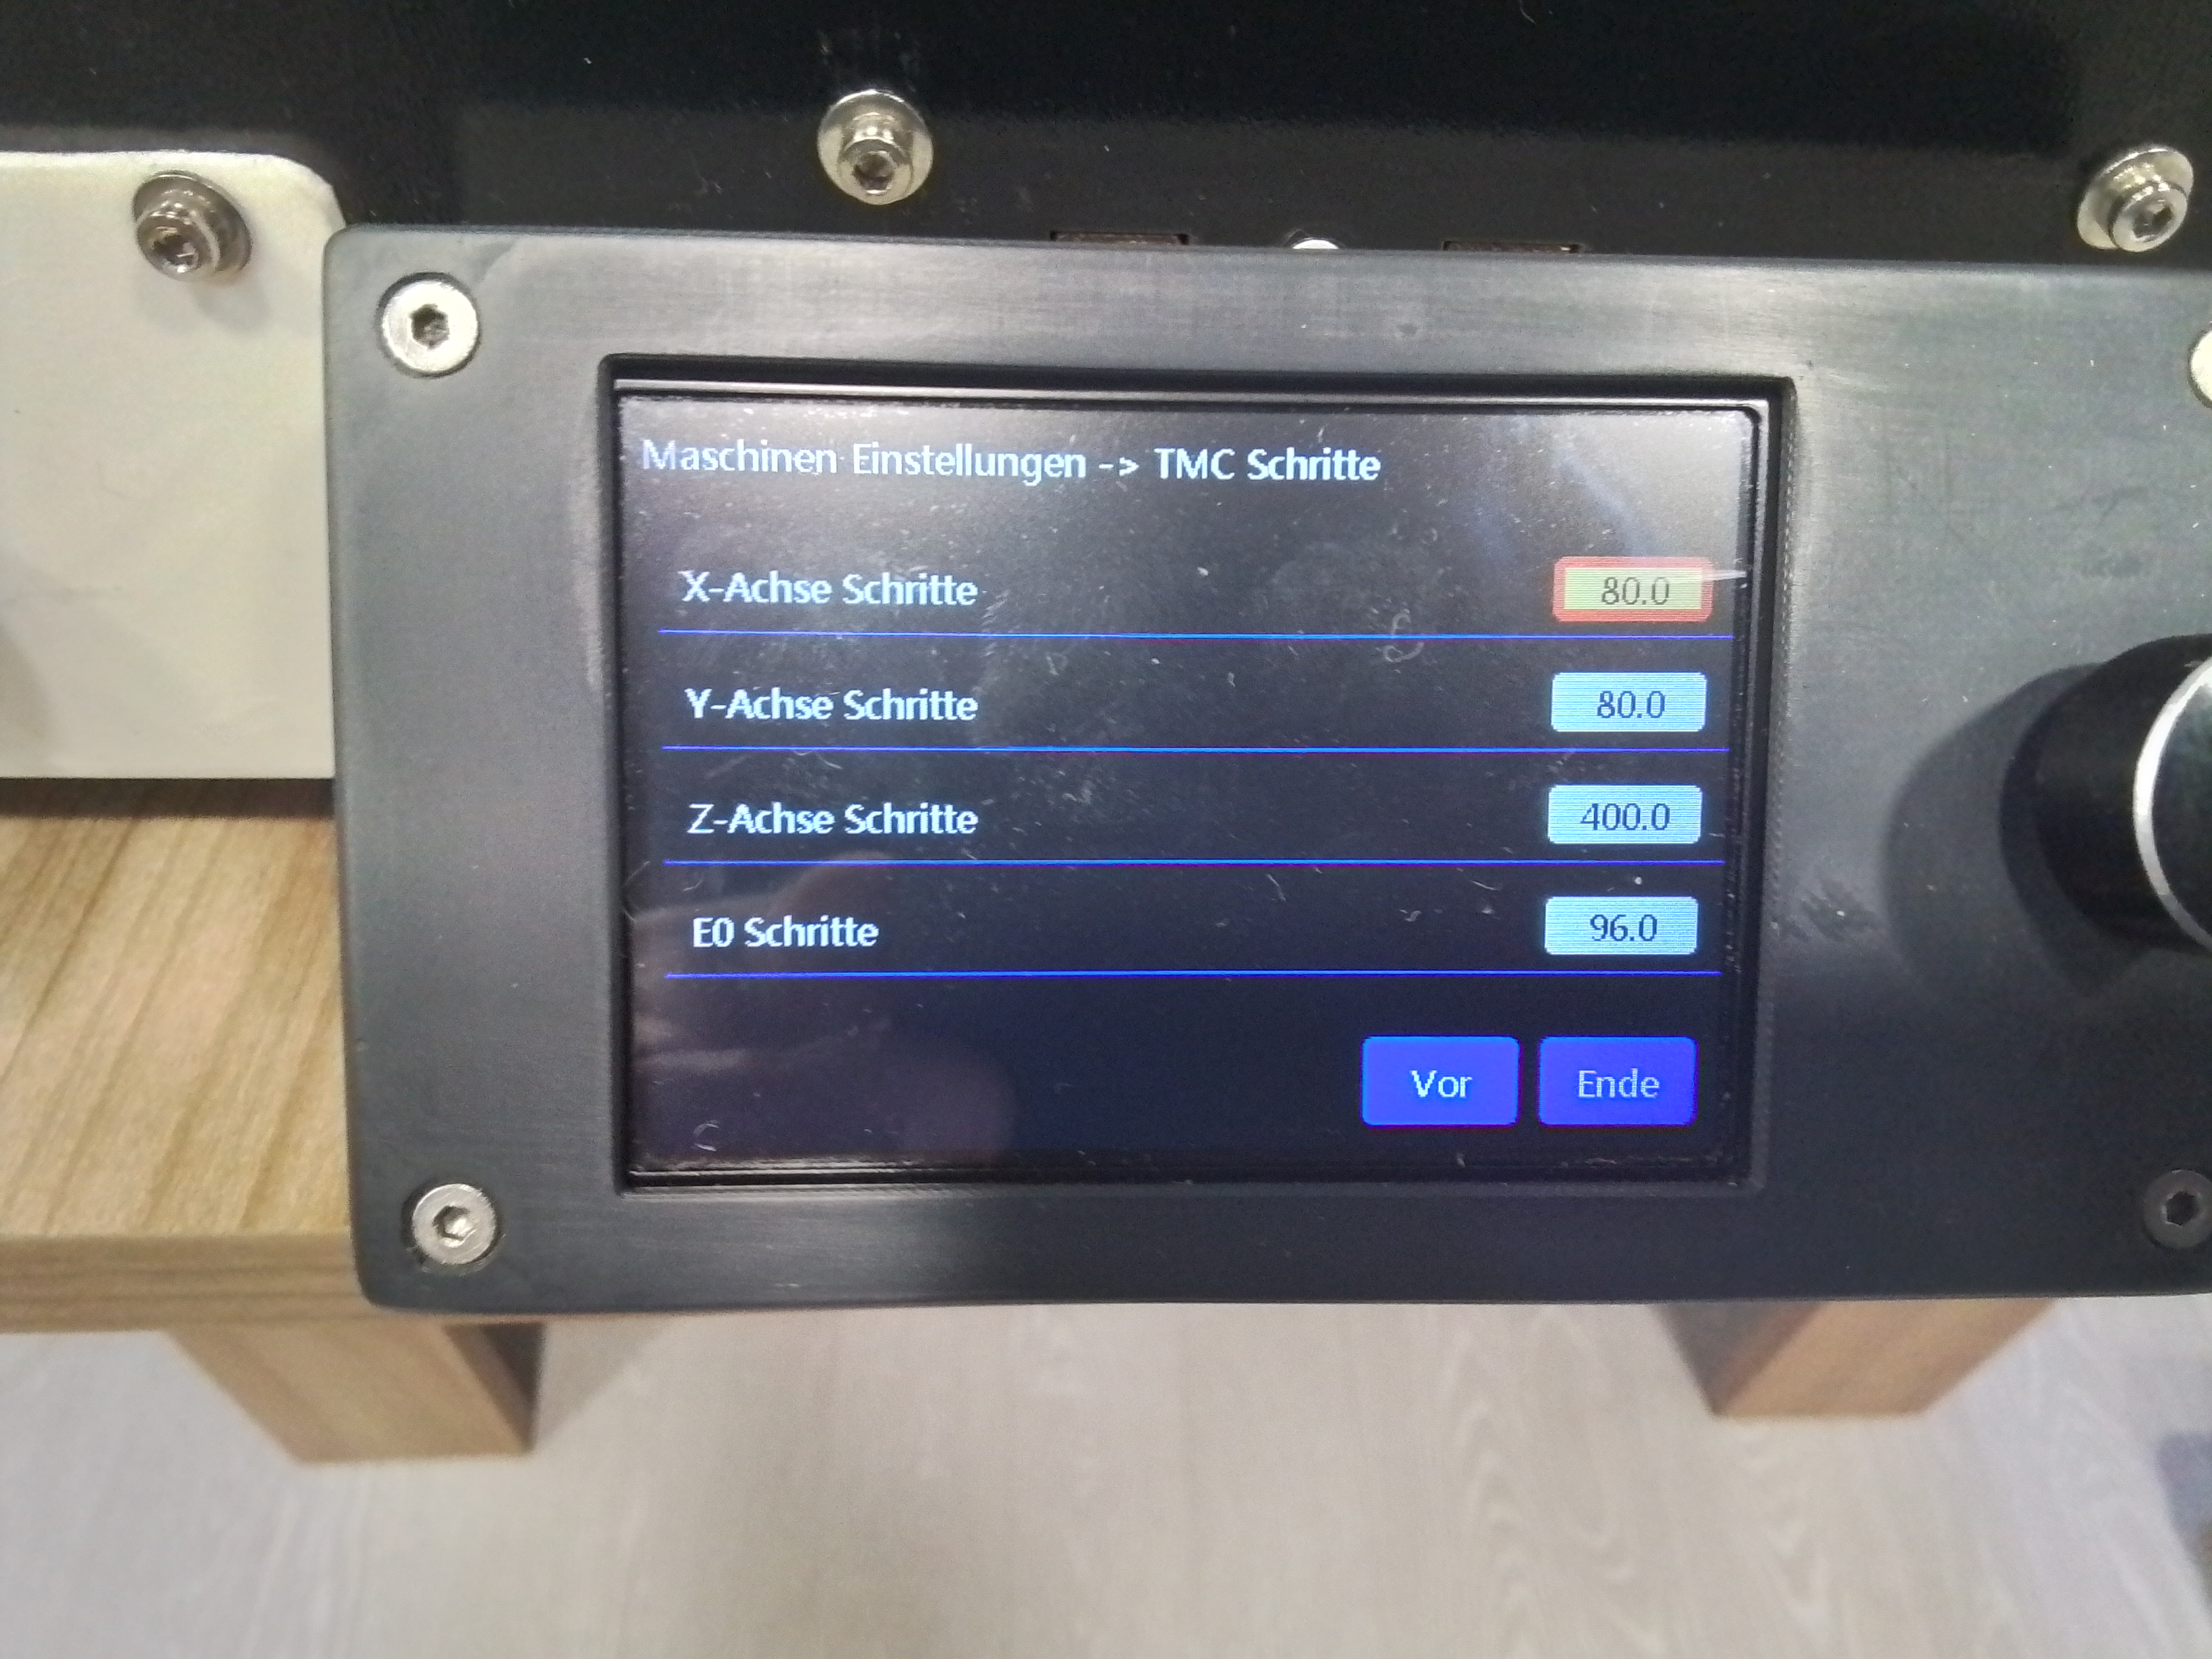 Maschinen Einstellungen -> TMC Schritte
X-Achse Schritte 80.0
Y-Achse Schritte 80.0
Z-Achse Schritte 400.0
E0 Schritte 96.0
Vor Ende